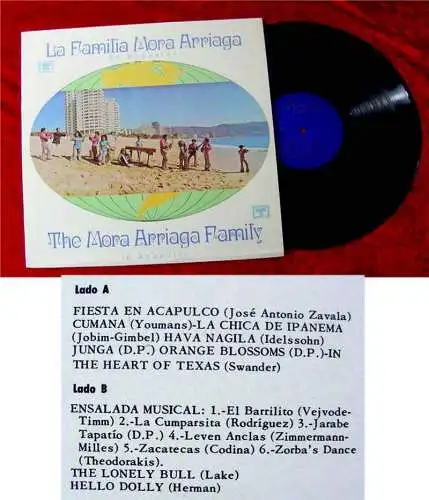 La Familia Mora Arriaga
The Mora Arriaga Family
Lado A
FIESTA EN ACAPULCO (José Antonio Zavala)
CUMANA (Youmans)-LA CHICA DE IPANEMA
(Jobim-Gimbel) HAVA NAGILA (Idelssohn)
JUNGA (D.P.) ORANGE BLOSSOMS (D.P.)-IN
THE HEART OF TEXAS (Swander)
Lado B
ENSALADA MUSICAL: 1.-El Barrilito (Vejvode-
Timm) 2.-La Cumparsita (Rodríguez) 3.-Jarabe
Tapatío (D.P.) 4.-Leven Anclas (Zimmermann-
Milles) 5.-Zacatecas (Codina) 6.-Zorba's Dance
(Theodorakis).
THE LONELY BULL (Lake)
HELLO DOLLY (Herman)